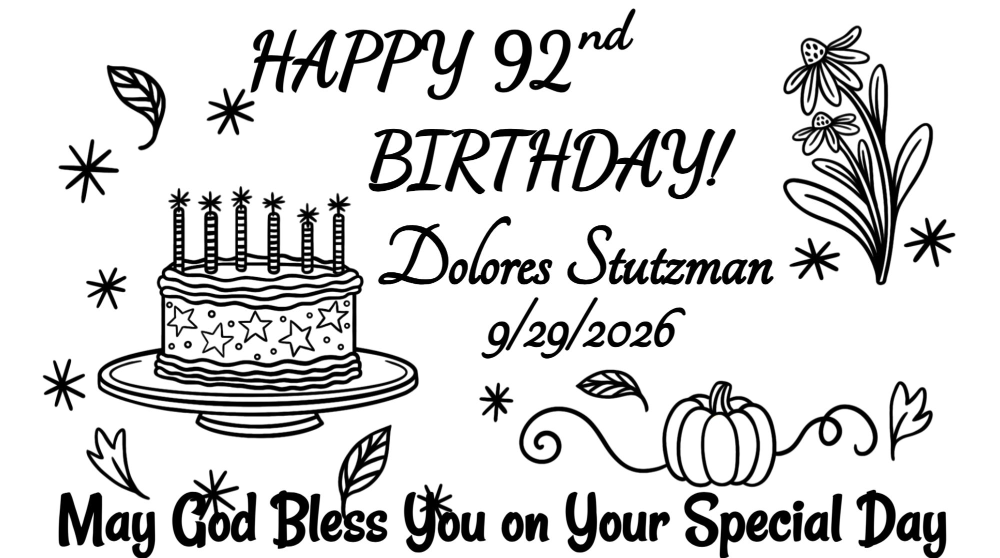 HAPPY 92nd
BIRTHDAY!
Dolores Stutzman
9/29/2026
May God Bless You on Your Special Day